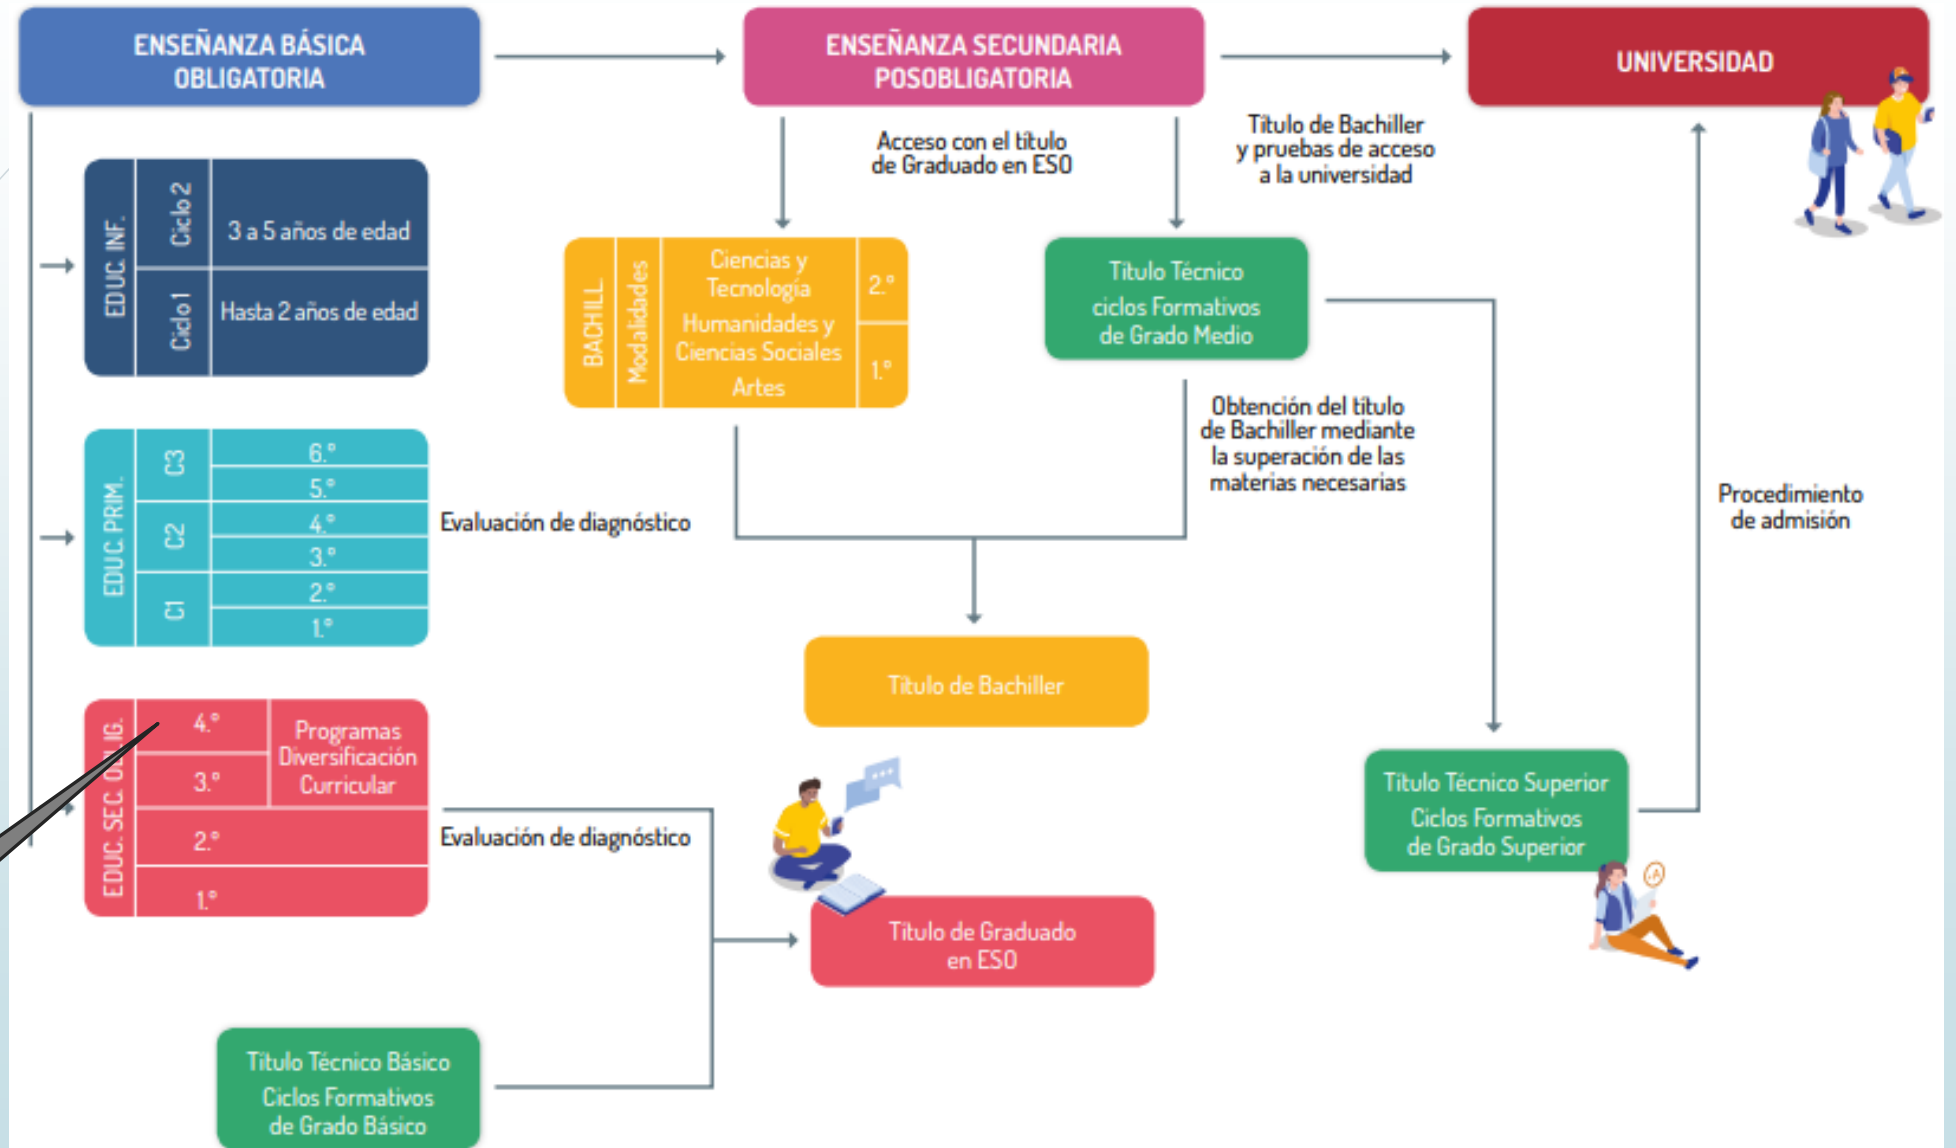 ENSEÑANZA BÁSICA
OBLIGATORIA
ENSEÑANZA SECUNDARIA
POSOBLIGATORIA
UNIVERSIDAD
Acceso con el título
de Graduado en ESO
Título de Bachiller
y pruebas de acceso
a la universidad
EDUC. INF.
Ciclo 2
3 a 5 años de edad
Ciclo 1
Hasta 2 años de edad
BACHILL.
Modalidades
Ciencias y
Tecnología
Humanidades y
Ciencias Sociales
Artes
2.º
1.º
Título Técnico
ciclos Formativos
de Grado Medio
Obtención del título
de Bachiller mediante
la superación de las
materias necesarias
Procedimiento
de admisión
EDUC. PRIM.
C3
6.º
5.º
C2
4.º
3.º
C1
2.º
1.º
Evaluación de diagnóstico
Título de Bachiller
EDUC. SEC. OBLIG.
4.º
3.º
Programas
Diversificación
Curricular
2.º
1.º
Evaluación de diagnóstico
Título Técnico Superior
Ciclos Formativos
de Grado Superior
A
Título de Graduado
en ESO
Título Técnico Básico
Ciclos Formativos
de Grado Básico